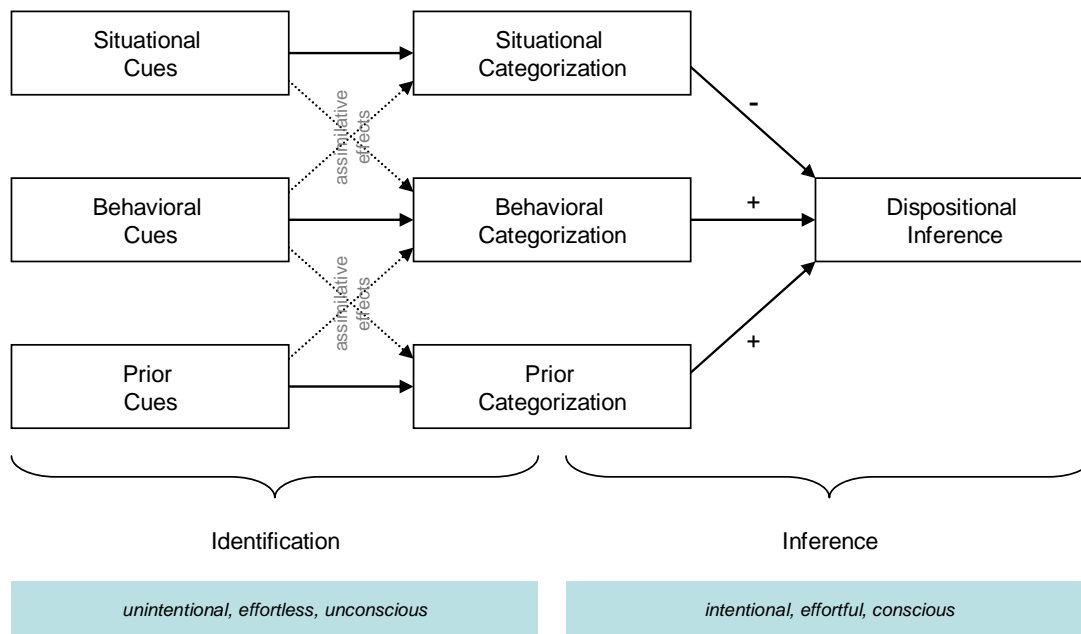 Situational
Cues
Situational
Categorization
assimilative
effects
-
Behavioral
Cues
Behavioral
Categorization
+
Dispositional
Inference
assimilative
effects
+
Prior
Cues
Prior
Categorization
Identification
Inference
unintentional, effortless, unconscious
intentional, effortful, conscious